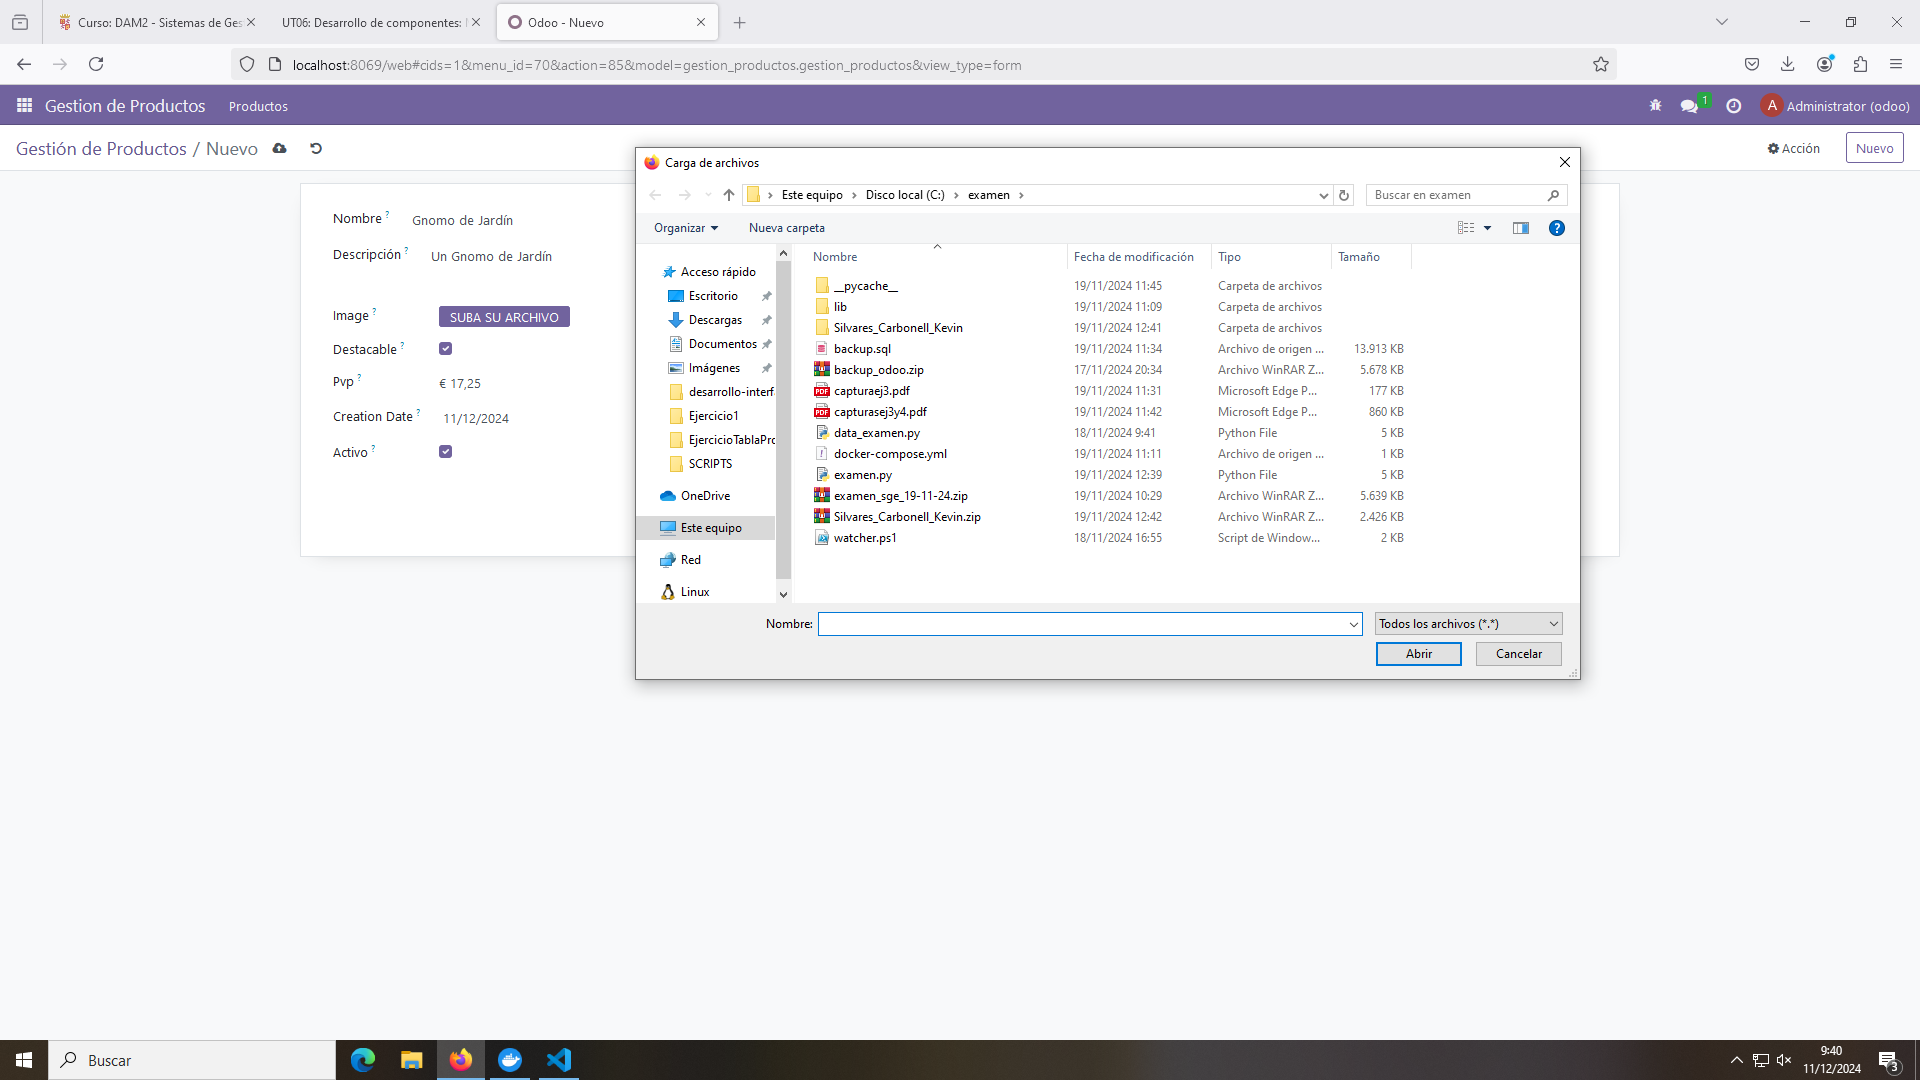 Curso: DAM2 - Sistemas de Ges
UT06: Desarrollo de componentes:
Odoo - Nuevo
localhost:8069/web#cids=1&menu_id=70&action=85&model=gestion_productos.gestion_productos&view_type=form
Gestion de Productos
Productos
1
A
Administrator (odoo)
Gestión de Productos / Nuevo
Acción
Nuevo
Nombre ?
Gnomo de Jardín
Descripción ?
Un Gnomo de Jardín
Image ?
SUBA SU ARCHIVO
Destacable ?
Pvp ?
€ 17,25
Creation Date ?
11/12/2024
Activo ?
Carga de archivos
Este equipo
Disco local (C:)
examen
Buscar en examen
Organizar
Nueva carpeta
?
Acceso rápido
Escritorio
Descargas
Documentos
Imágenes
desarrollo-interf
Ejercicio1
EjercicioTablaPro
SCRIPTS
OneDrive
Este equipo
Red
Linux
Nombre Fecha de modificación Tipo Tamaño
__pycache__ 19/11/2024 11:45 Carpeta de archivos
lib 19/11/2024 11:09 Carpeta de archivos
Silvares_Carbonell_Kevin 19/11/2024 12:41 Carpeta de archivos
backup.sql 19/11/2024 11:34 Archivo de origen ... 13.913 KB
backup_odoo.zip 17/11/2024 20:34 Archivo WinRAR Z... 5.678 KB
capturaej3.pdf 19/11/2024 11:31 Microsoft Edge P... 177 KB
capturasej3y4.pdf 19/11/2024 11:42 Microsoft Edge P... 860 KB
data_examen.py 18/11/2024 9:41 Python File 5 KB
docker-compose.yml 19/11/2024 11:11 Archivo de origen ... 1 KB
examen.py 19/11/2024 12:39 Python File 5 KB
examen_sge_19-11-24.zip 19/11/2024 10:29 Archivo WinRAR Z... 5.639 KB
Silvares_Carbonell_Kevin.zip 19/11/2024 12:42 Archivo WinRAR Z... 2.426 KB
watcher.ps1 18/11/2024 16:55 Script de Window... 2 KB
Nombre:
Todos los archivos (*.*)
Abrir
Cancelar
Buscar
9:40
11/12/2024
3